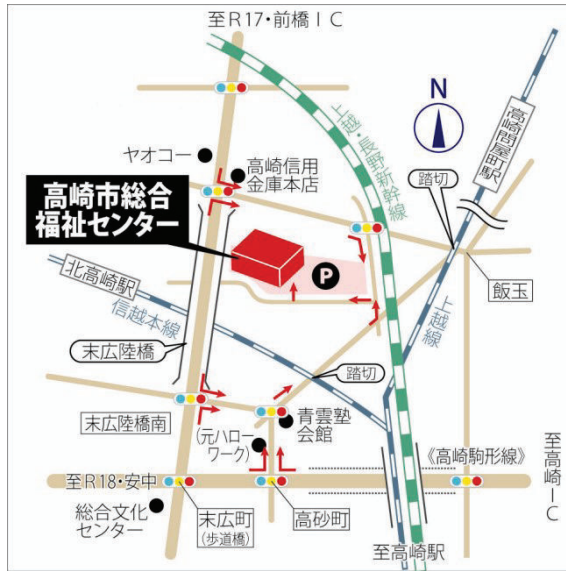 至R17・前橋IC
N
上越・長野新幹線
高崎問屋町駅
ヤオコー
高崎信用
金庫本店
踏切
高崎市総合
福祉センター
P
北高崎駅
信越本線
飯玉
上越線
末広陸橋
踏切
末広陸橋南
青雲塾
会館
(元ハロー
ワーク)
《高崎駒形線》
至高崎IC
至R18・安中
総合文化
センター
末広町
(歩道橋)
高砂町
至高崎駅